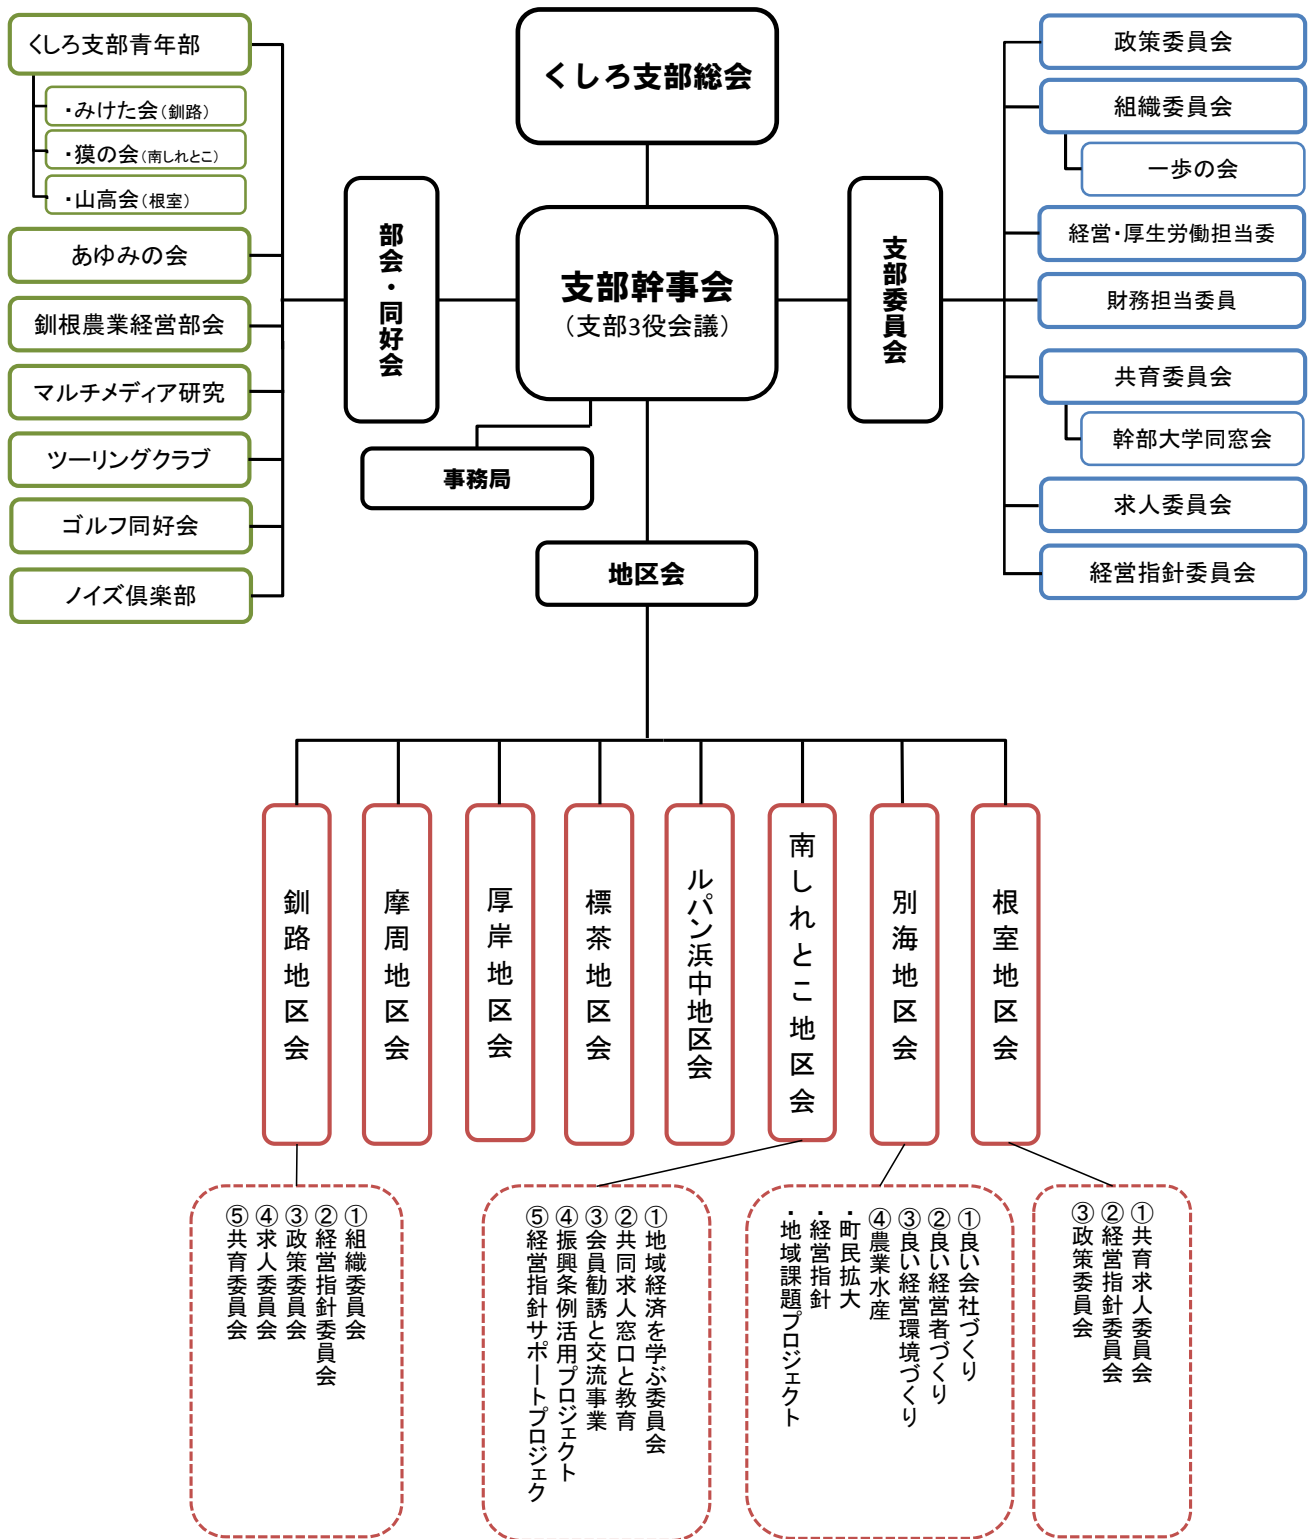 くしろ支部総会
支部幹事会
（支部3役会議）
部会・同好会
支部委員会
事務局
地区会
くしろ支部青年部
・みけた会（釧路）
・獏の会（南しれとこ）
・山高会（根室）
あゆみの会
釧根農業経営部会
マルチメディア研究
ツーリングクラブ
ゴルフ同好会
ノイズ倶楽部
政策委員会
組織委員会
一歩の会
経営・厚生労働担当委
財務担当委員
共育委員会
幹部大学同窓会
求人委員会
経営指針委員会
釧路地区会
摩周地区会
厚岸地区会
標茶地区会
ルパン浜中地区会
南しれとこ地区会
別海地区会
根室地区会
①組織委員会
②経営指針委員会
③政策委員会
④求人委員会
⑤共育委員会
①地域経済を学ぶ委員会
②共同求人窓口と教育
③会員勧誘と交流事業
④振興条例活用プロジェクト
⑤経営指針サポートプロジェク
①良い会社づくり
②良い経営者づくり
③良い経営環境づくり
④農業水産
・町民拡大
・経営指針
・地域課題プロジェクト
①共育求人委員会
②経営指針委員会
③政策委員会